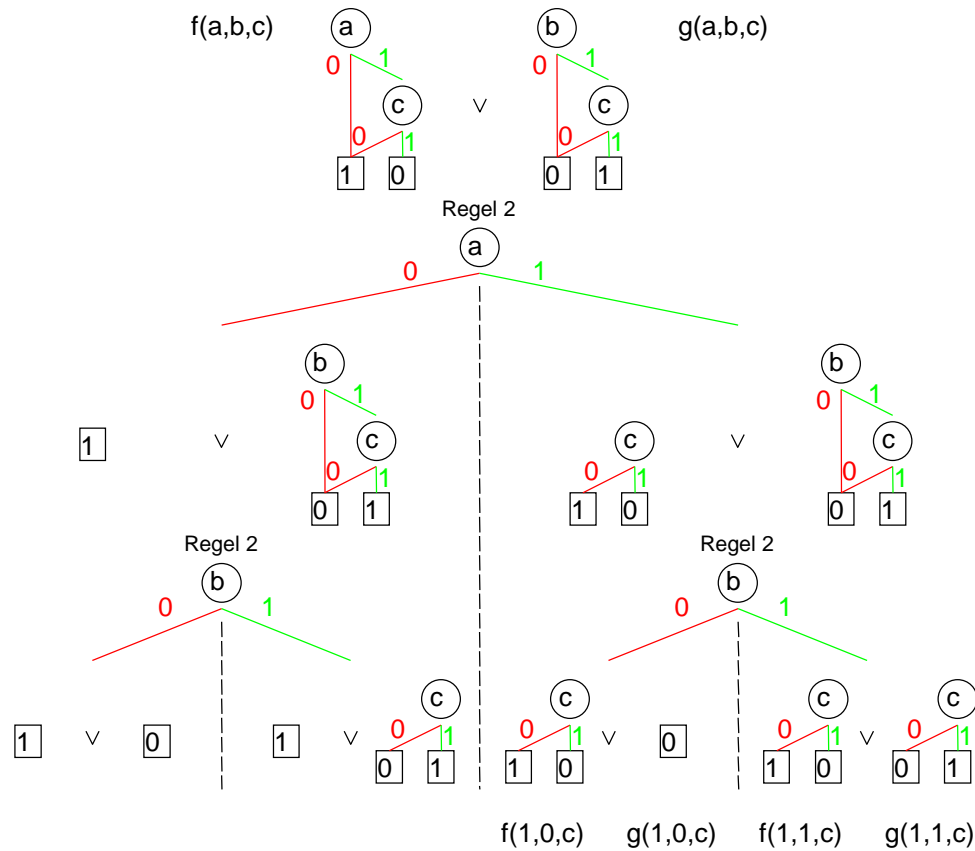 f(a,b,c) a b g(a,b,c)
0 1 0 1
c ∨ c
0 1 0 1
1 0 0 1
Regel 2
a
0 1
b b
0 1 0 1
1 ∨ c c ∨ c
0 1 0 1 0 1
0 1 1 0 0 1
Regel 2 Regel 2
b b
0 1 0 1
c c c c
0 1 0 1 0 1 0 1
1 ∨ 0 1 ∨ 0 1 1 0 ∨ 0 1 0 ∨ 0 1
f(1,0,c) g(1,0,c) f(1,1,c) g(1,1,c)